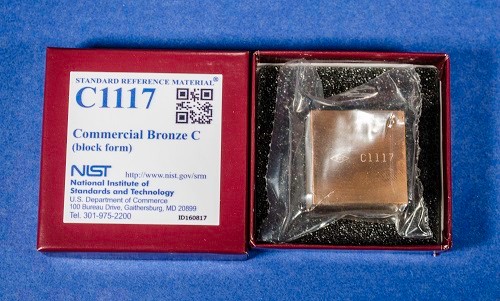 STANDARD REFERENCE MATERIAL®
C1117
Commercial Bronze C
(block form)
NIST http://www.nist.gov/srm
National Institute of
Standards and Technology
U.S. Department of Commerce
100 Bureau Drive, Gaithersburg, MD 20899
Tel. 301-975-2200 ID160817
C1117